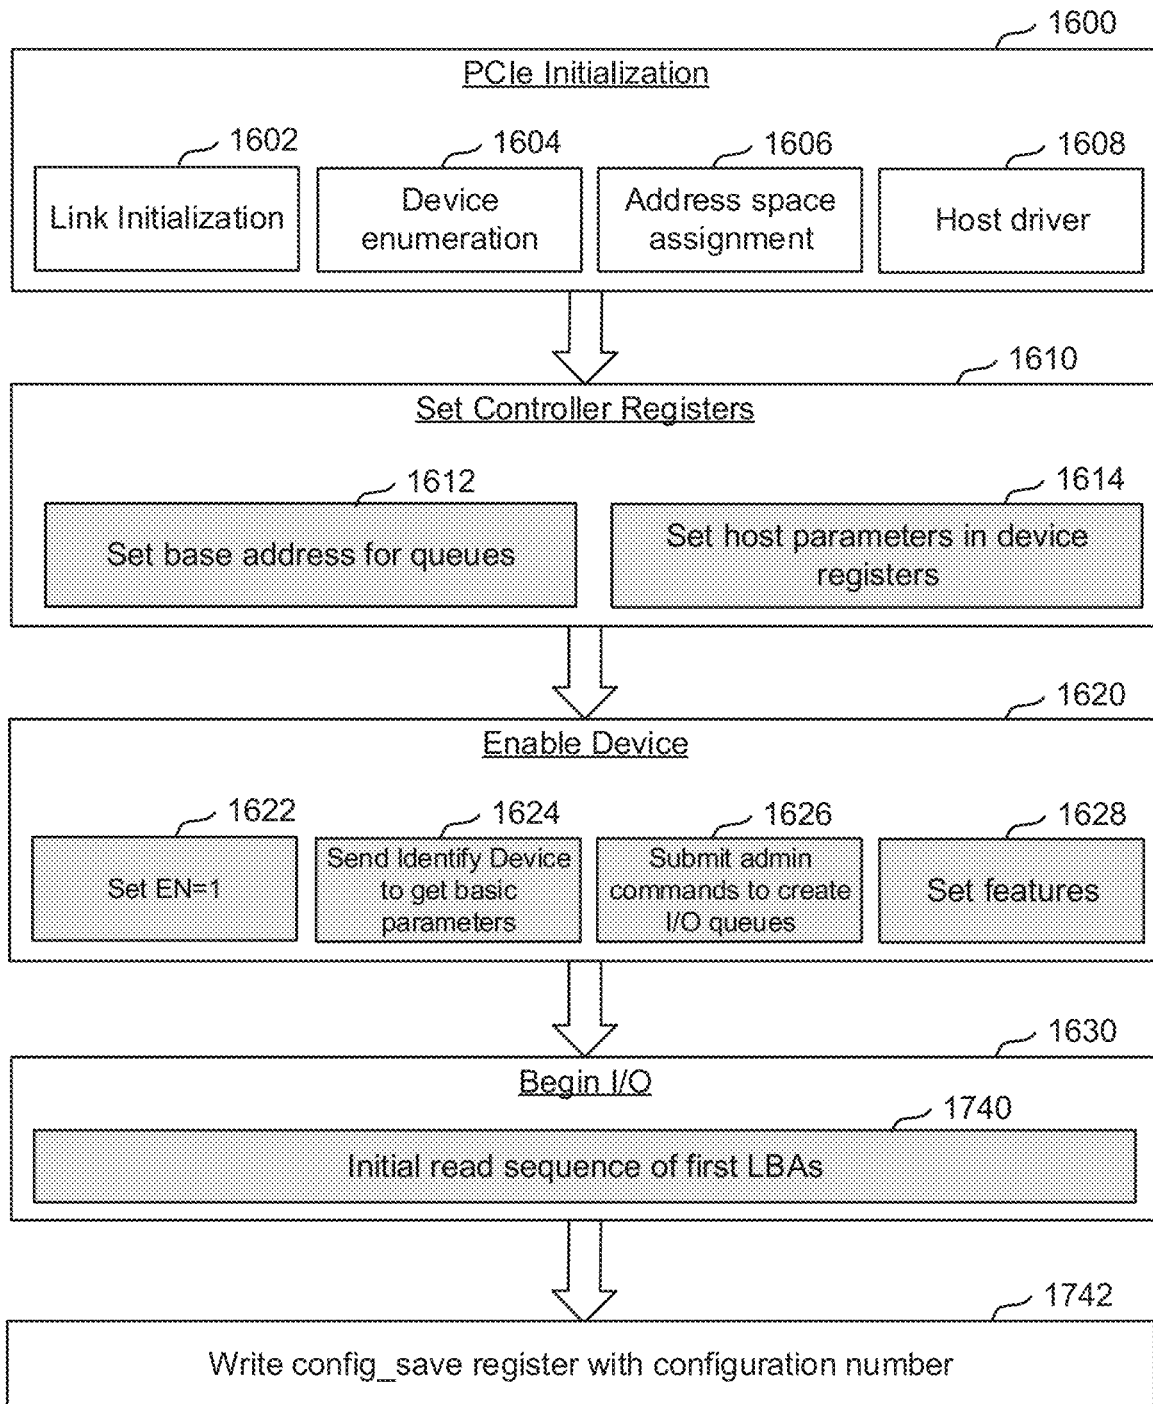 1600
PCIe Initialization
1602
1604
1606
1608
Link Initialization
Device
enumeration
Address space
assignment
Host driver
1610
Set Controller Registers
1612
1614
Set base address for queues
Set host parameters in device
registers
1620
Enable Device
1622
1624
1626
1628
Set EN=1
Send Identify Device
to get basic
parameters
Submit admin
commands to create
I/O queues
Set features
1630
Begin I/O
1740
Initial read sequence of first LBAs
1742
Write config_save register with configuration number